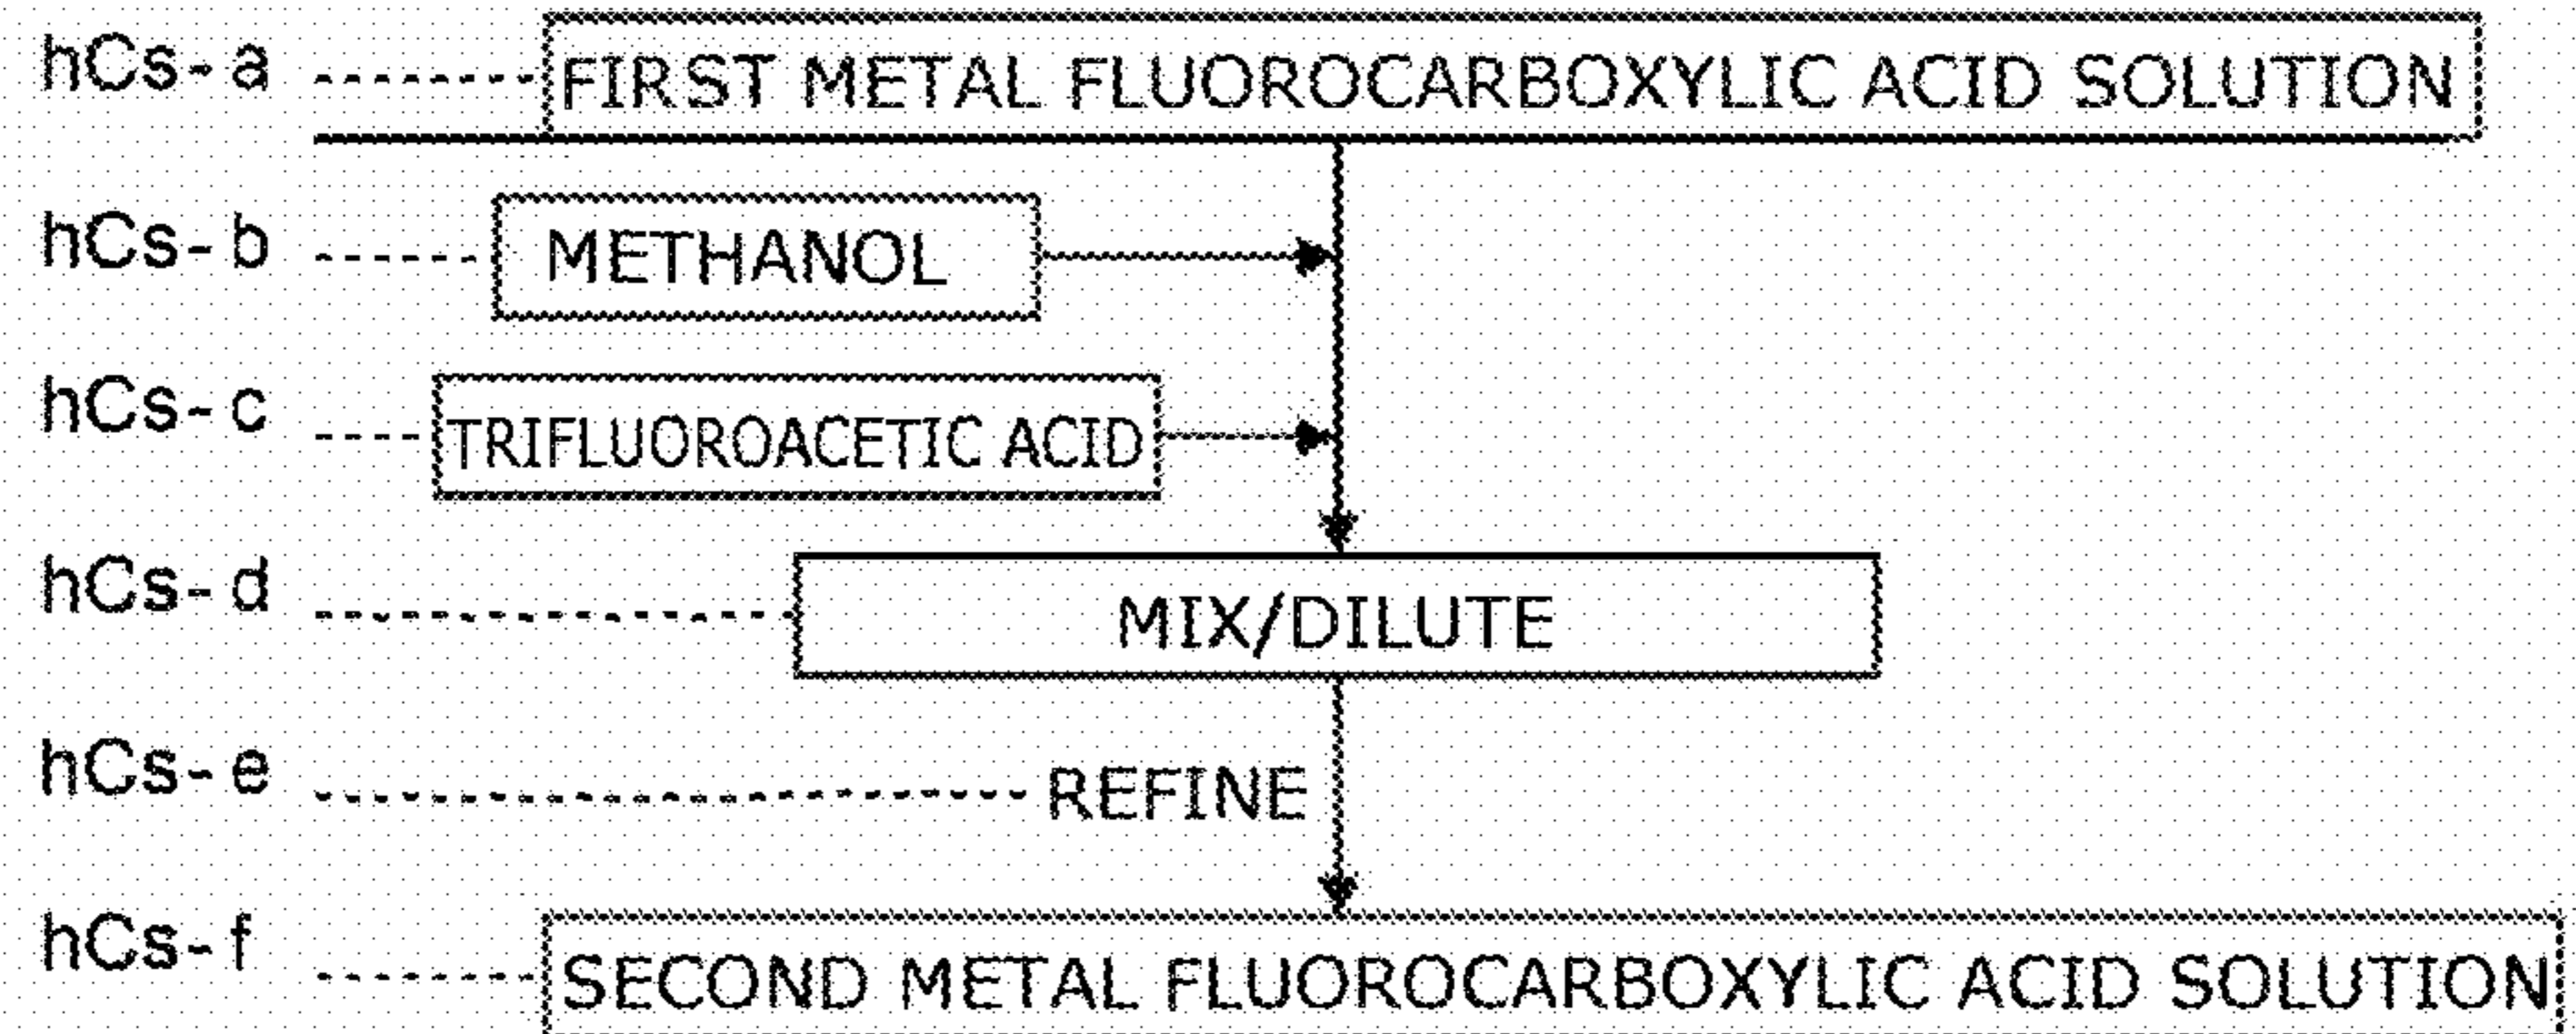 hCs-a FIRST METAL FLUOROCARBOXYLIC ACID SOLUTION
hCs-b METHANOL
hCs-c TRIFLUOROACETIC ACID
hCs-d MIX/DILUTE
hCs-e REFINE
hCs-f SECOND METAL FLUOROCARBOXYLIC ACID SOLUTION